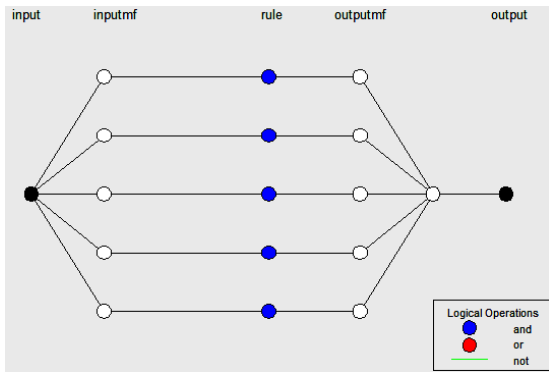 input inputmf rule outputmf output
Logical Operations
and
or
not